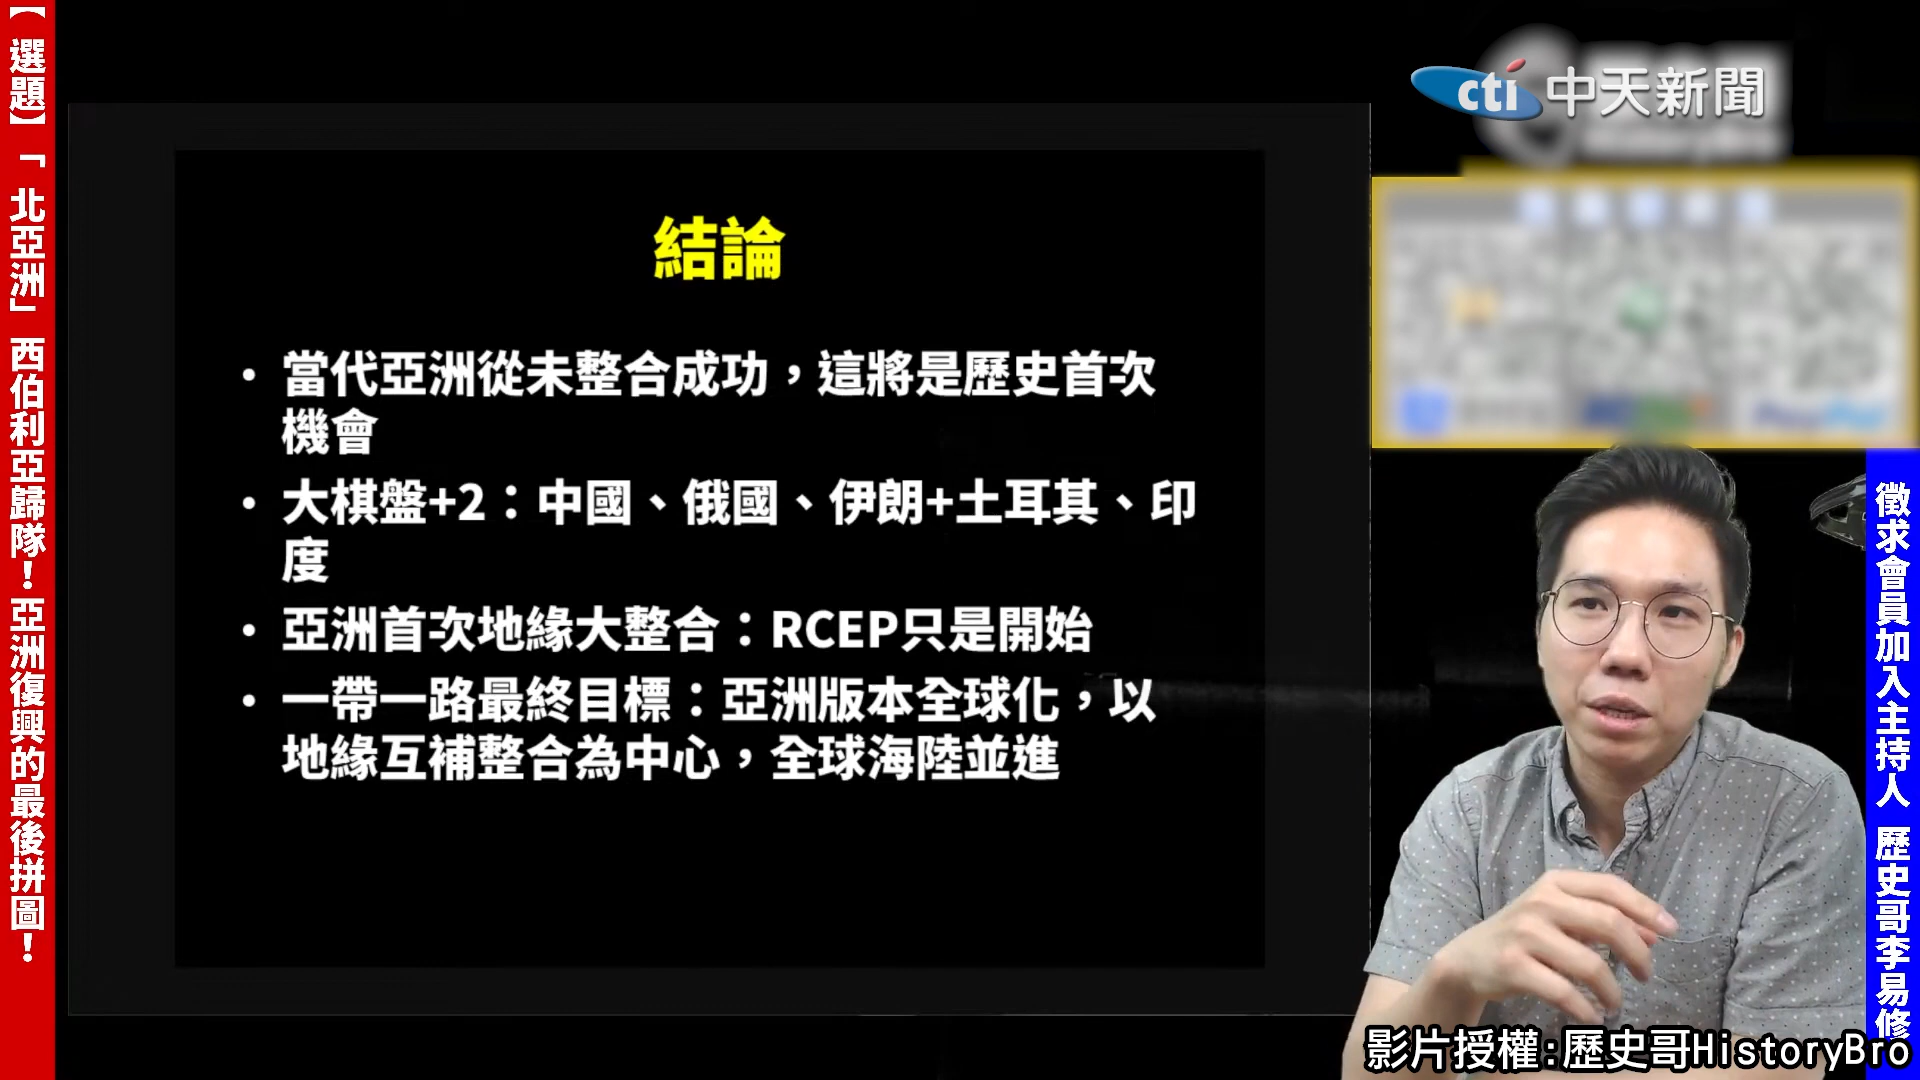 【選題】「北亞洲」西伯利亞歸隊！亞洲復興的最後拼圖！
cti 中天新聞
結論
• 當代亞洲從未整合成功，這將是歷史首次
機會
• 大棋盤+2：中國、俄國、伊朗+土耳其、印
度
• 亞洲首次地緣大整合：RCEP只是開始
• 一帶一路最終目標：亞洲版本全球化，以
地緣互補整合為中心，全球海陸並進
徵求會員加入主持人 歷史哥李易修
影片授權:歷史哥HistoryBro